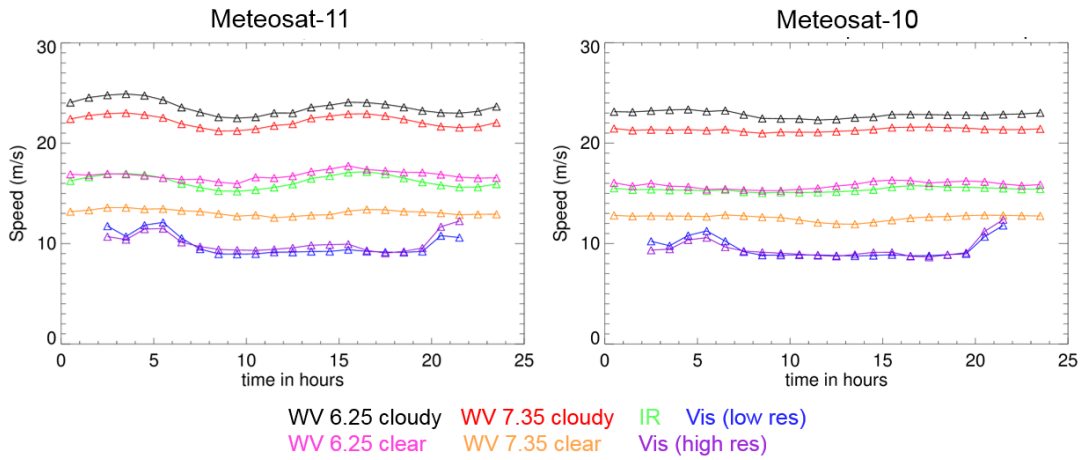 Meteosat-11
Meteosat-10
30
20
10
0
Speed (m/s)
0 5 10 15 20 25
time in hours
30
20
10
0
Speed (m/s)
0 5 10 15 20 25
time in hours
WV 6.25 cloudy WV 7.35 cloudy IR Vis (low res)
WV 6.25 clear WV 7.35 clear Vis (high res)